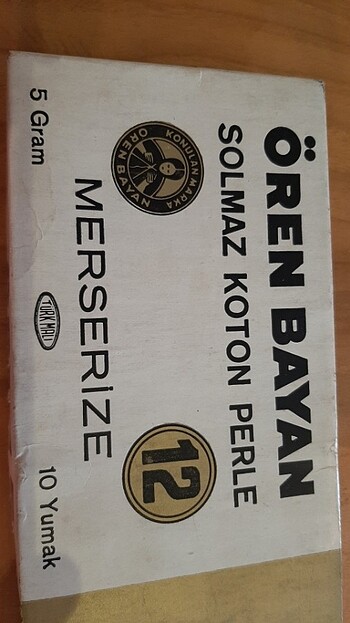 ÖREN BAYAN
SOLMAZ KOTON PERLE
KONULAN MARKA
ÖREN BAYAN
12
MERSERİZE
5 Gram
TÜRK MALI
10 Yumak